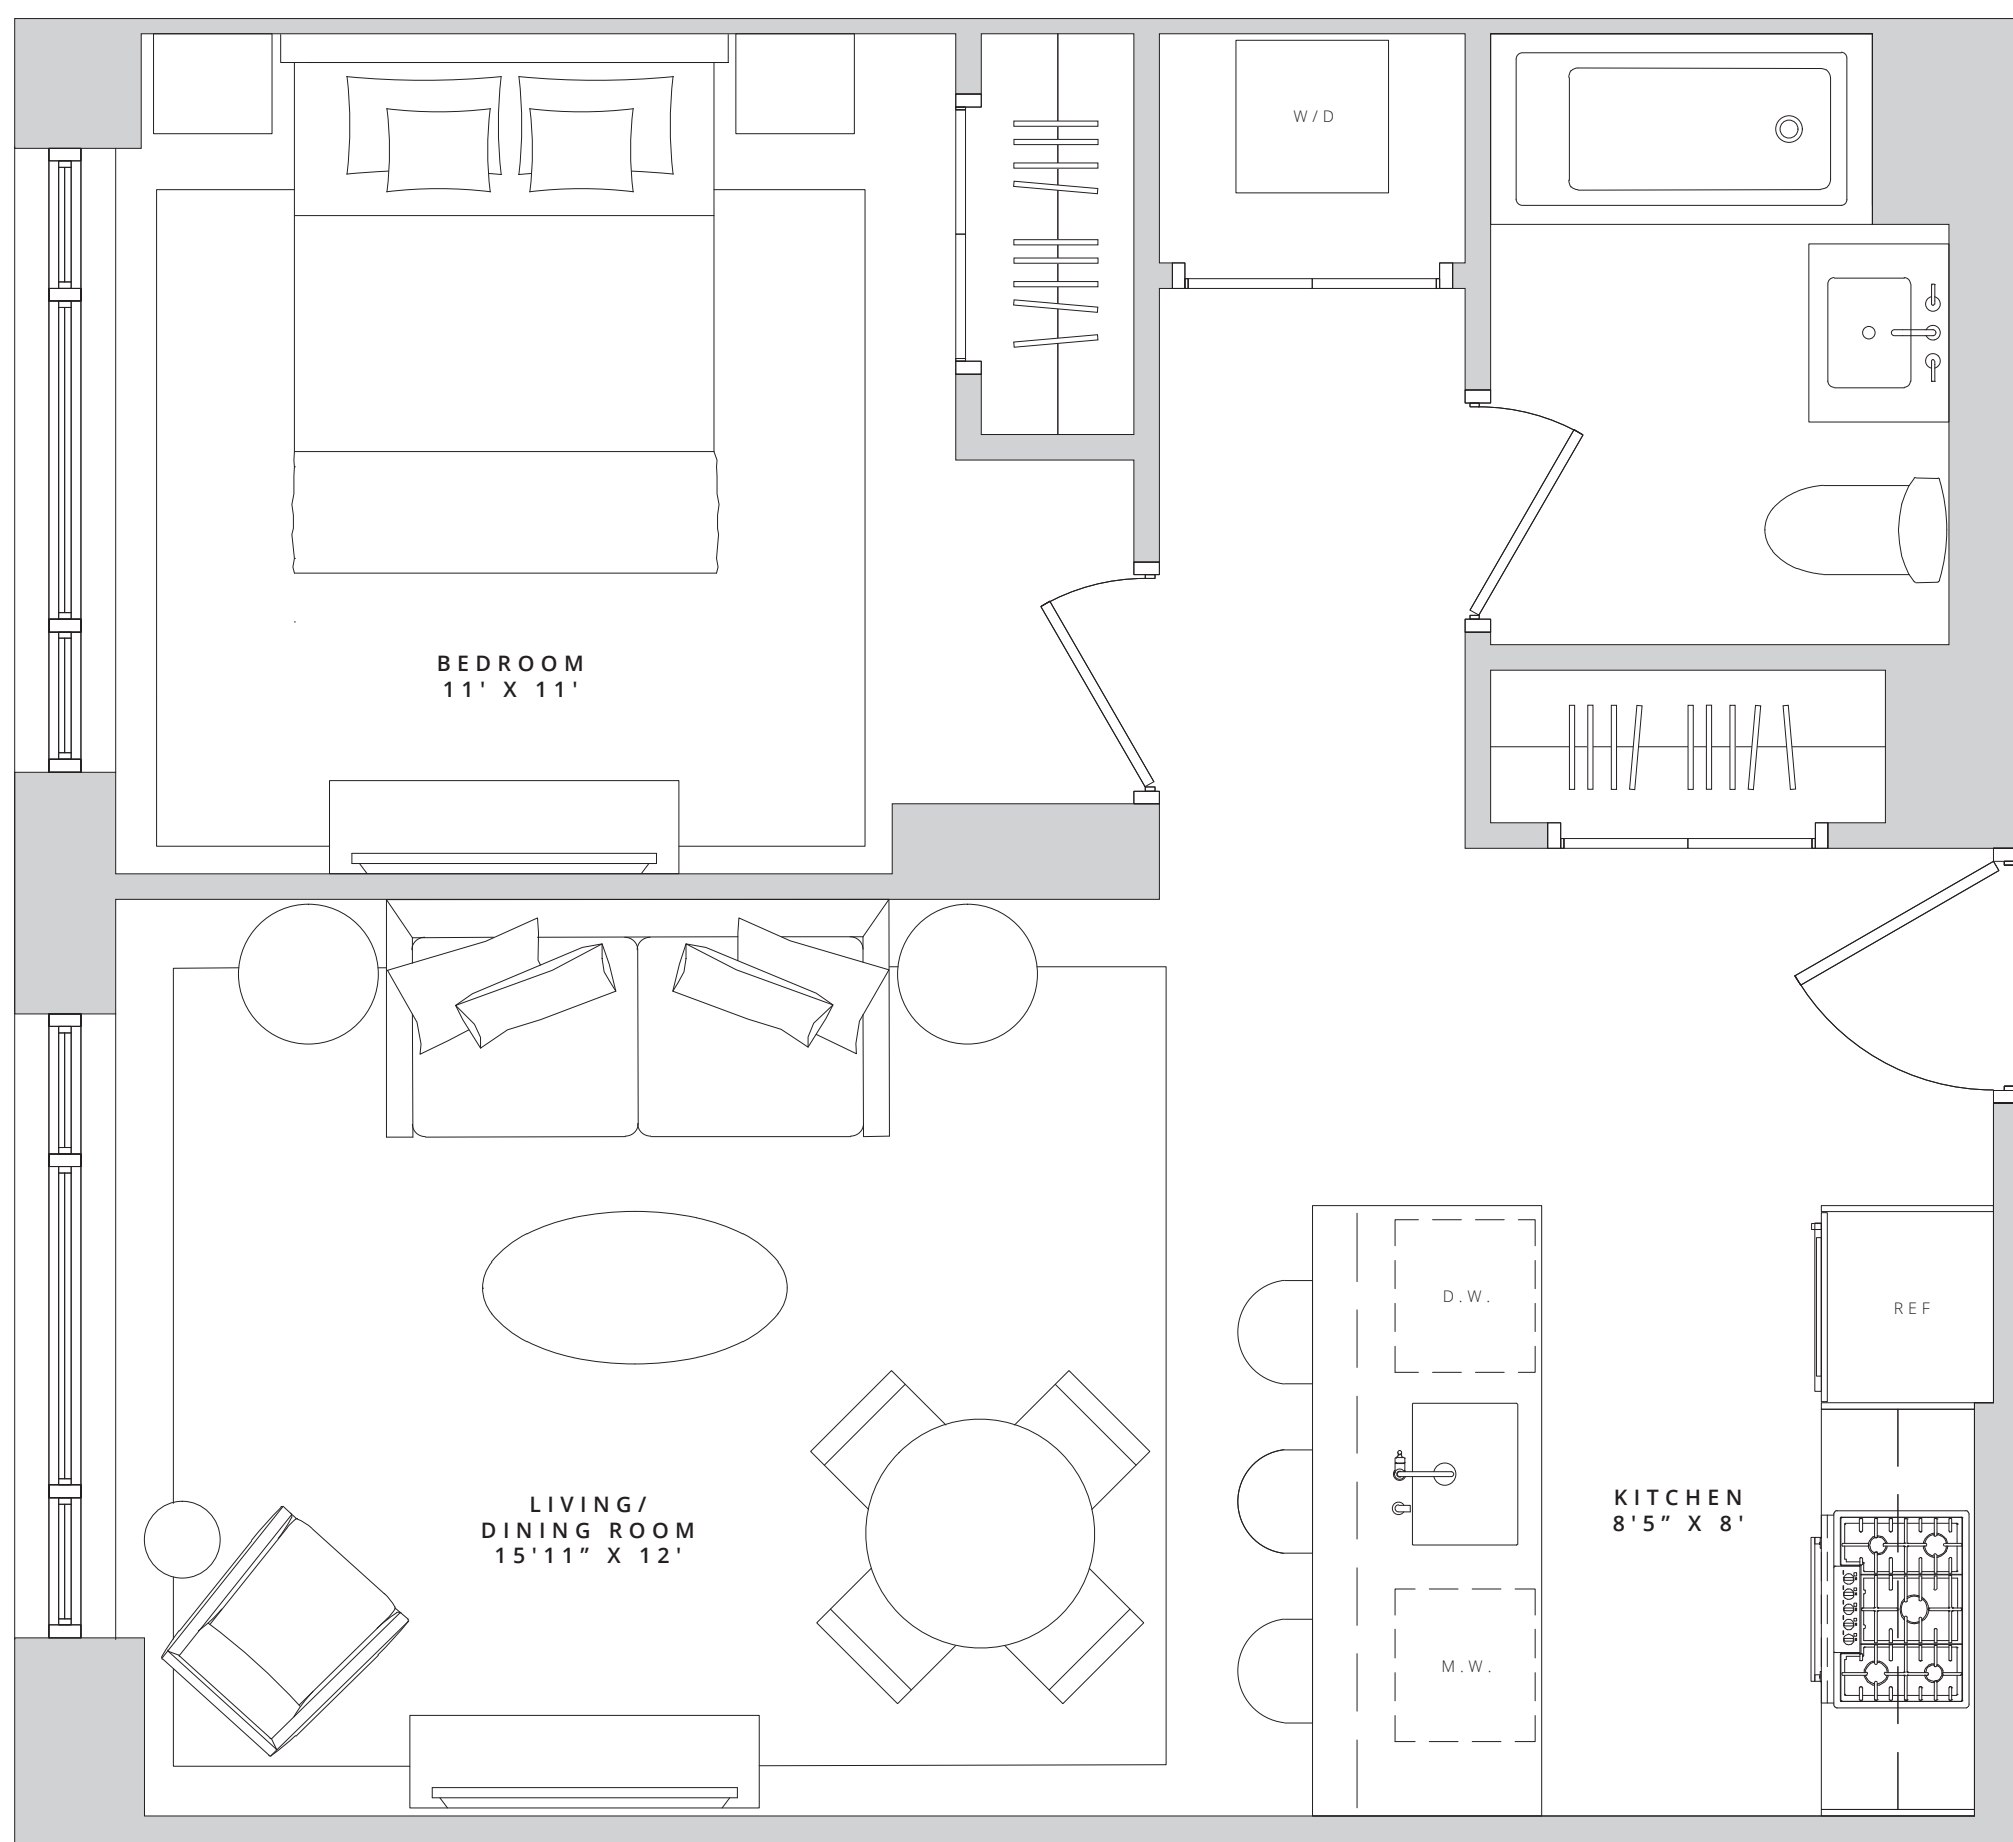 W/D
BEDROOM
11' X 11'
D.W.
REF
LIVING/
DINING ROOM
15'11” X 12'
KITCHEN
8'5” X 8'
M.W.